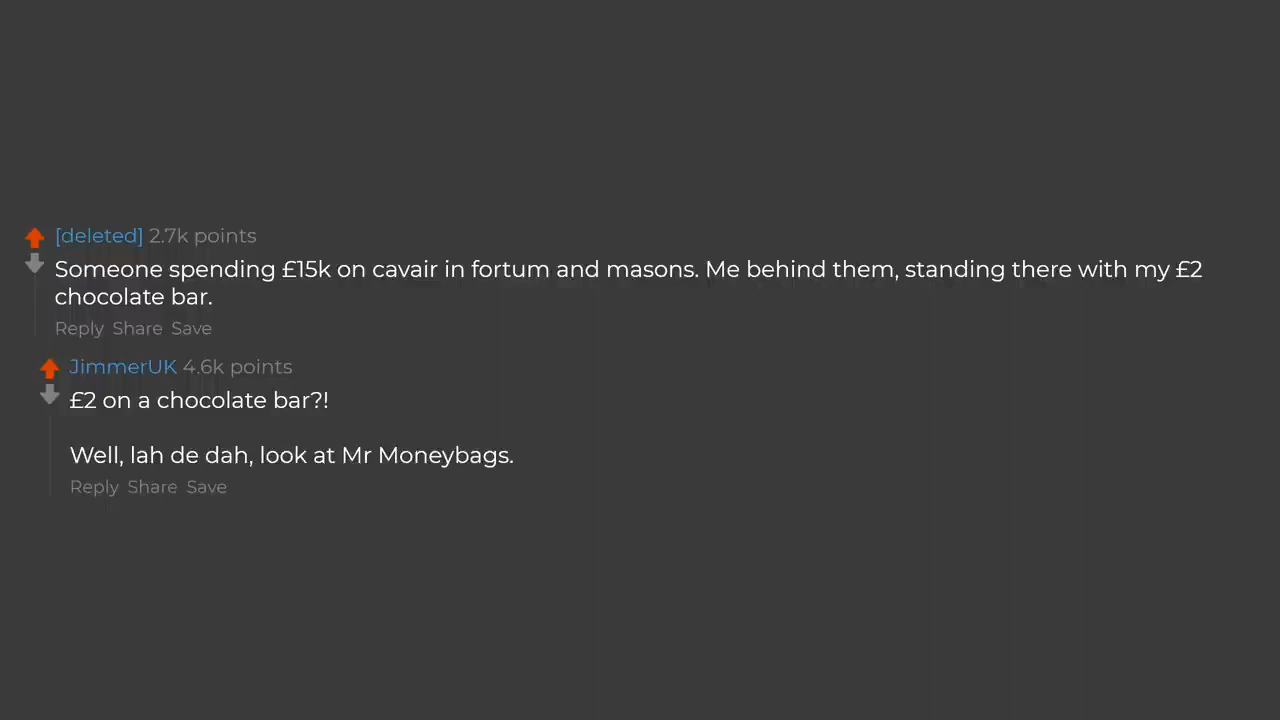 [deleted] 2.7k points
Someone spending £15k on cavair in fortum and masons. Me behind them, standing there with my £2
chocolate bar.
Reply Share Save
JimmerUK 4.6k points
£2 on a chocolate bar?!
Well, lah de dah, look at Mr Moneybags.
Reply Share Save